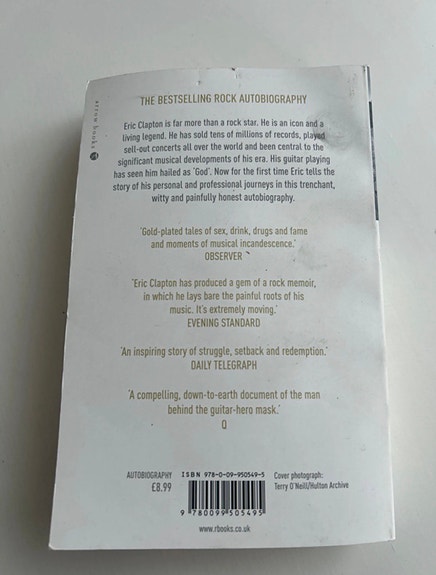 arrow books
THE BESTSELLING ROCK AUTOBIOGRAPHY
Eric Clapton is far more than a rock star. He is an icon and a
living legend. He has sold tens of millions of records, played
sell-out concerts all over the world and been central to the
significant musical developments of his era. His guitar playing
has seen him hailed as 'God'. Now for the first time Eric tells the
story of his personal and professional journeys in this trenchant,
witty and painfully honest autobiography.
'Gold-plated tales of sex, drink, drugs and fame
and moments of musical incandescence.'
OBSERVER
'Eric Clapton has produced a gem of a rock memoir,
in which he lays bare the painful roots of his
music. It's extremely moving.'
EVENING STANDARD
'An inspiring story of struggle, setback and redemption.'
DAILY TELEGRAPH
'A compelling, down-to-earth document of the man
behind the guitar-hero mask.'
Q
AUTOBIOGRAPHY
£8.99
ISBN 978-0-09-950549-5
9 780099 505495
Cover photograph:
Terry O'Neill/Hulton Archive
www.rbooks.co.uk